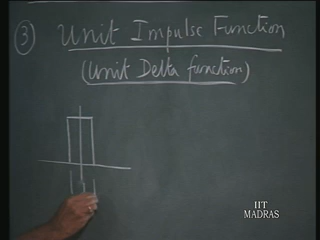 ③ Unit Impulse Function
(Unit Delta function)
IIT
MADRAS